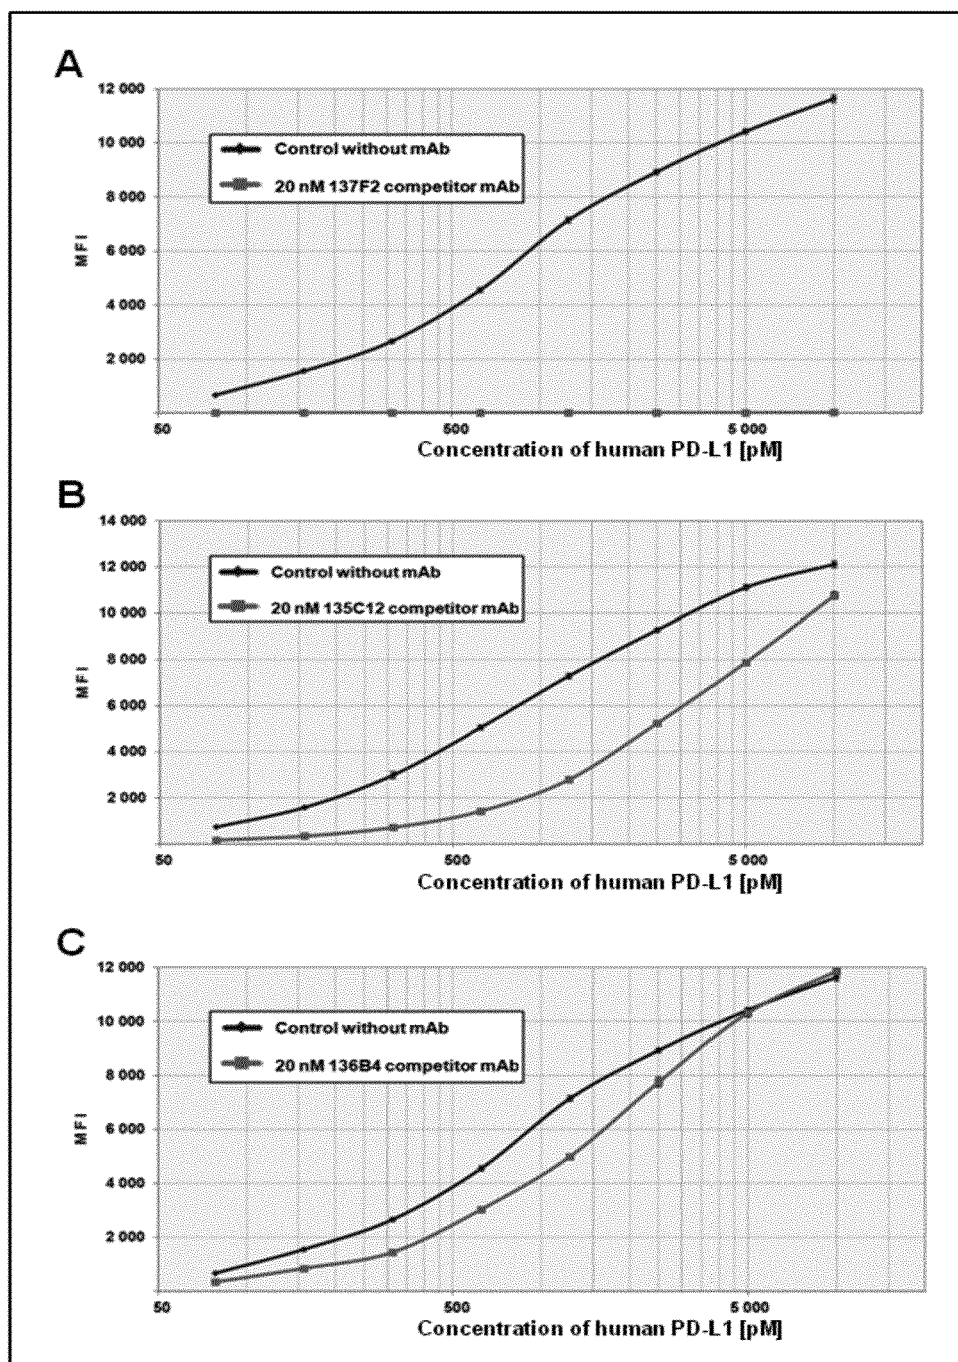 A
12 000
10 000
8 000
6 000
4 000
2 000
MFI
Control without mAb
20 nM 137F2 competitor mAb
50
500
5 000
Concentration of human PD-L1 [pM]
B
14 000
12 000
10 000
8 000
6 000
4 000
2 000
MFI
Control without mAb
20 nM 135C12 competitor mAb
50
500
5 000
Concentration of human PD-L1 [pM]
C
12 000
10 000
8 000
6 000
4 000
2 000
MFI
Control without mAb
20 nM 136B4 competitor mAb
50
500
5 000
Concentration of human PD-L1 [pM]